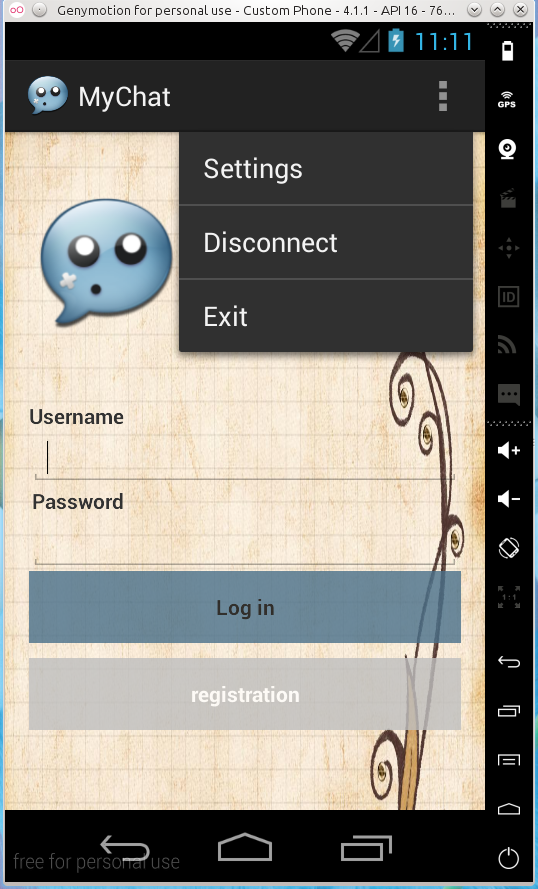 Genymotion for personal use - Custom Phone - 4.1.1 - API 16 - 76...
11:11
MyChat
GPS
Settings
Disconnect
ID
Exit
Username
Password
1:1
Log in
registration
free for personal use